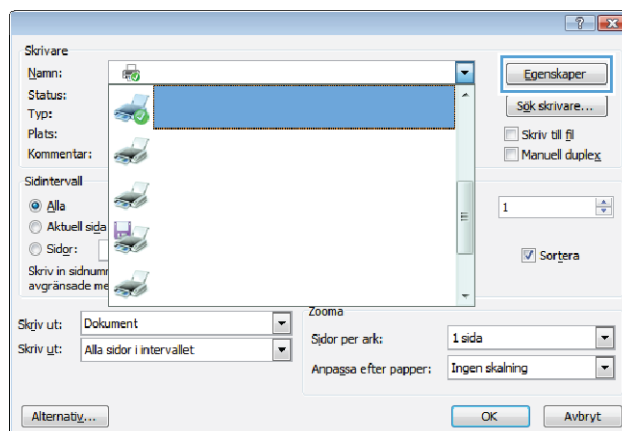 Skrivare
Namn:
Egenskaper
Status:
Sök skrivare...
Typ:
Plats:
Skriv till fil
Kommentar:
Manuell duplex
Sidintervall
Alla
1
Aktuell sida
Sidor:
Sortera
Skriv in sidnumr
avgränsade me
Zooma
Skriv ut: Dokument
Sidor per ark: 1 sida
Skriv ut: Alla sidor i intervallet
Anpassa efter papper: Ingen skalning
Alternativ...
OK
Avbryt